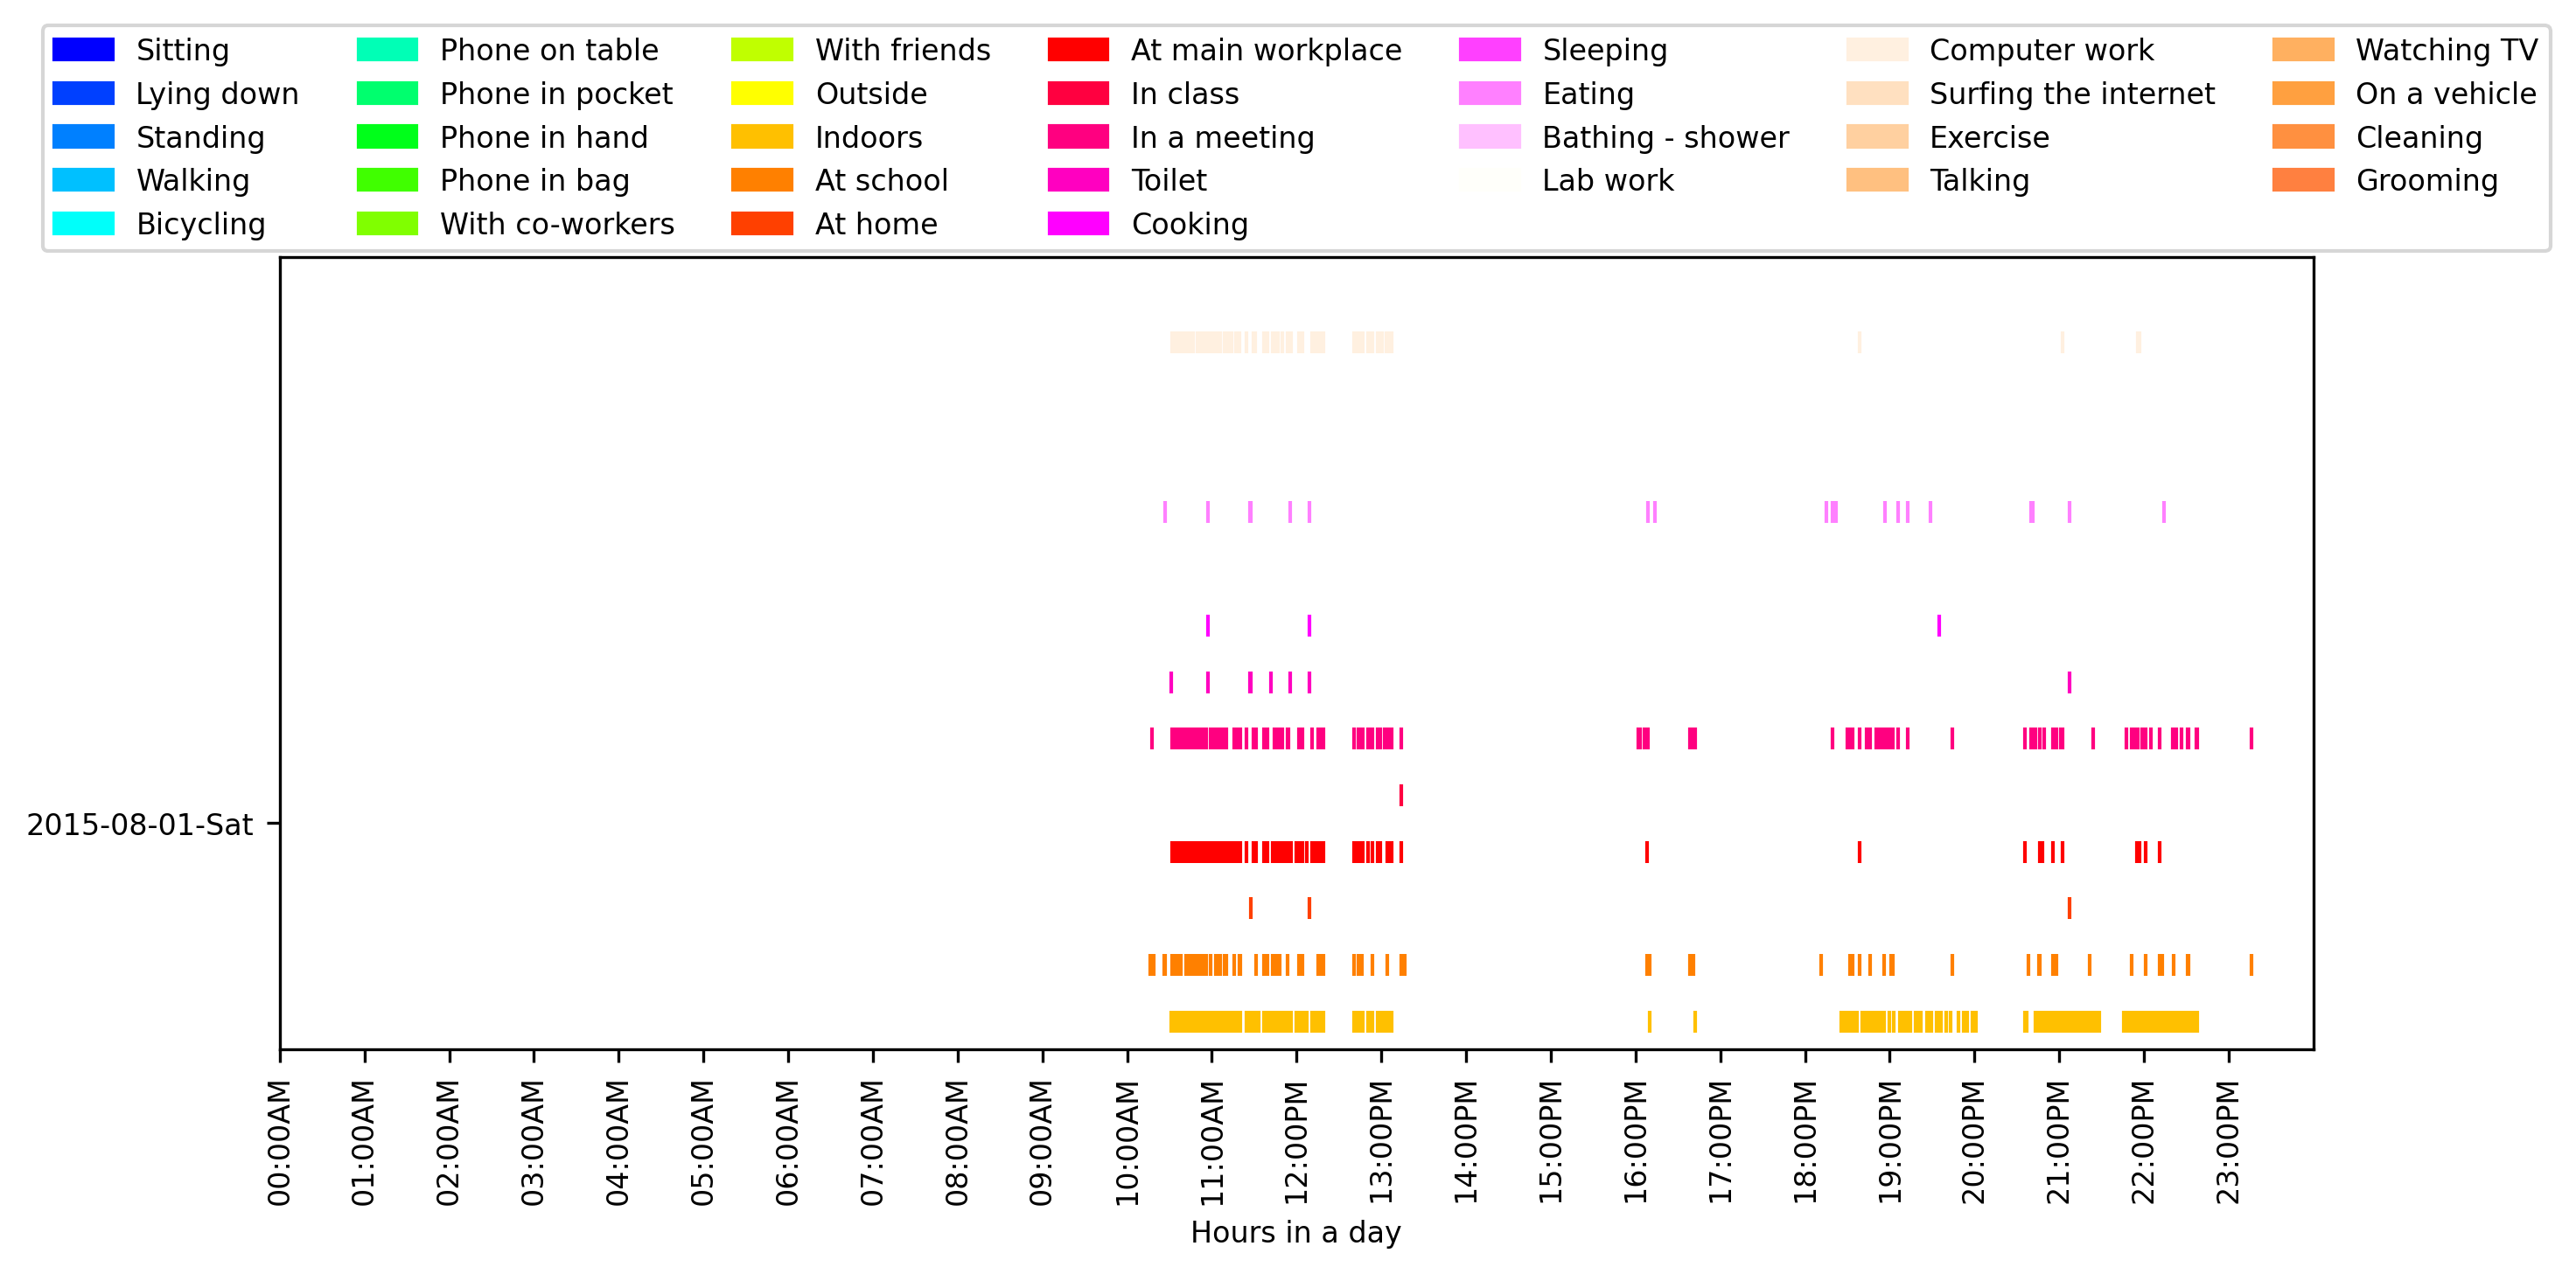 Sitting
Lying down
Standing
Walking
Bicycling
Phone on table
Phone in pocket
Phone in hand
Phone in bag
With co-workers
With friends
Outside
Indoors
At school
At home
At main workplace
In class
In a meeting
Toilet
Cooking
Sleeping
Eating
Bathing - shower
Lab work
Computer work
Surfing the internet
Exercise
Talking
Watching TV
On a vehicle
Cleaning
Grooming
2015-08-01-Sat
00:00AM
01:00AM
02:00AM
03:00AM
04:00AM
05:00AM
06:00AM
07:00AM
08:00AM
09:00AM
10:00AM
11:00AM
12:00PM
13:00PM
14:00PM
15:00PM
16:00PM
17:00PM
18:00PM
19:00PM
20:00PM
21:00PM
22:00PM
23:00PM
Hours in a day